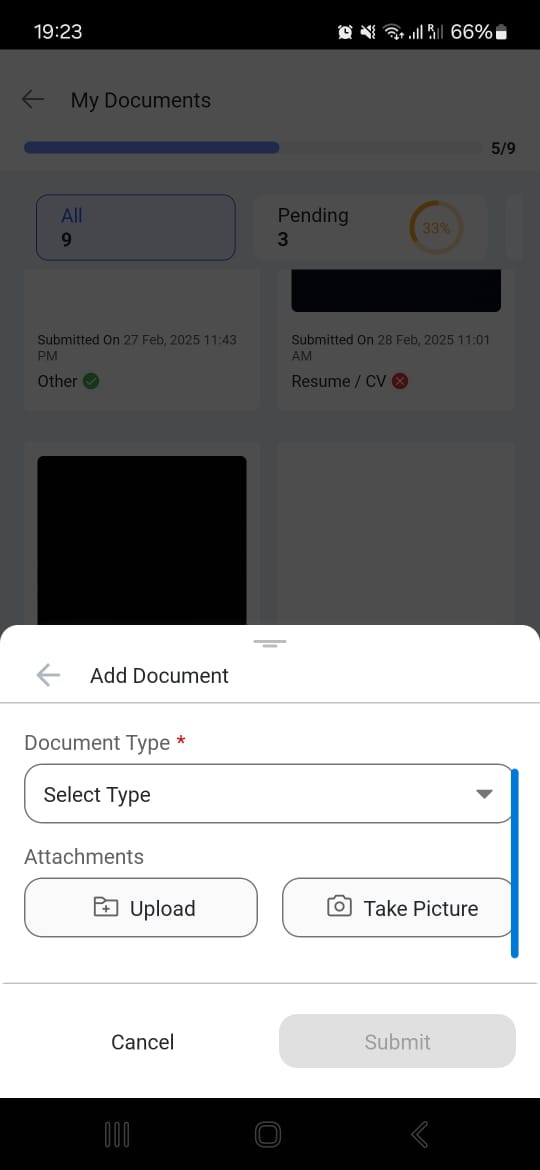 19:23
R
66%
My Documents
5/9
All
9
Pending
3
33%
Submitted On 27 Feb, 2025 11:43
PM
Other
Submitted On 28 Feb, 2025 11:01
AM
Resume / CV
Add Document
Document Type *
Select Type
Attachments
Upload
Take Picture
Cancel
Submit